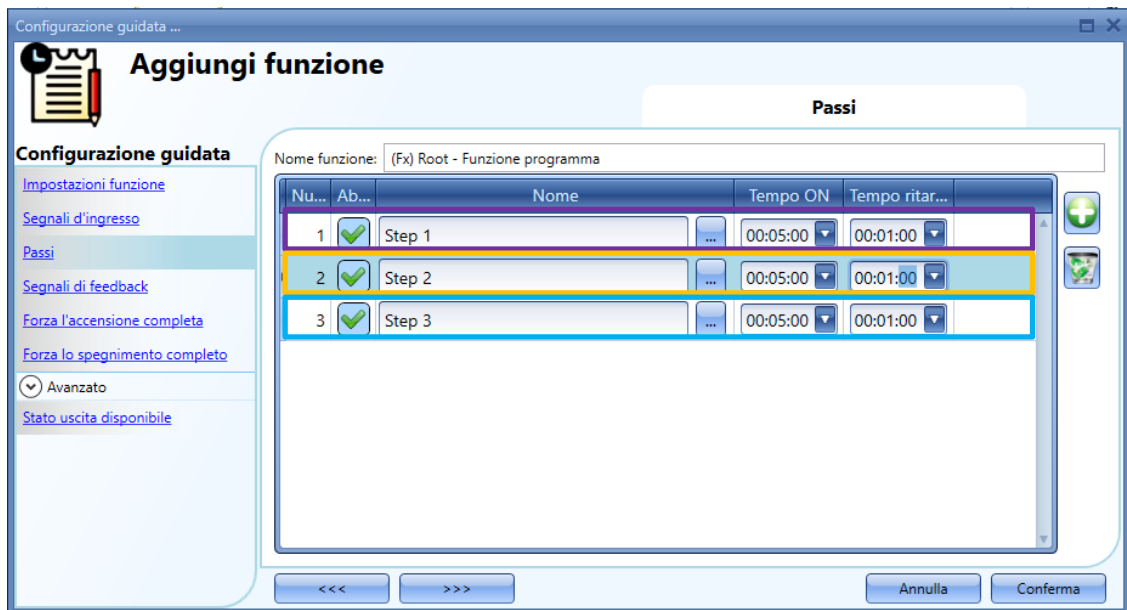 Configurazione guidata ...
Aggiungi funzione
Passi
Configurazione guidata
Impostazioni funzione
Segnali d'ingresso
Passi
Segnali di feedback
Forza l'accensione completa
Forza lo spegnimento completo
Avanzato
Stato uscita disponibile
Nome funzione: (Fx) Root - Funzione programma
Nu... Ab... Nome Tempo ON Tempo ritar...
1 Step 1 ... 00:05:00 00:01:00
2 Step 2 ... 00:05:00 00:01:00
3 Step 3 ... 00:05:00 00:01:00
<<< >>> Annulla Conferma